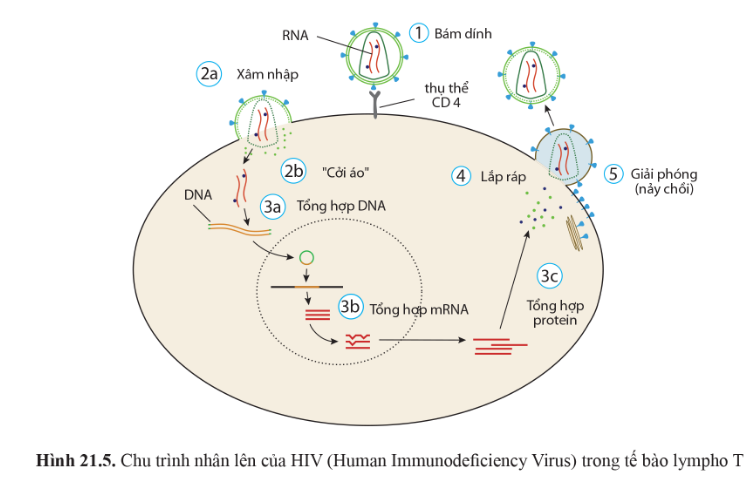 RNA
1 Bám dính
2a Xâm nhập
thụ thể
CD 4
2b "Cởi áo"
4 Lắp ráp
5 Giải phóng
(nảy chồi)
DNA
3a Tổng hợp DNA
3b Tổng hợp mRNA
3c
Tổng hợp
protein
Hình 21.5. Chu trình nhân lên của HIV (Human Immunodeficiency Virus) trong tế bào lympho T